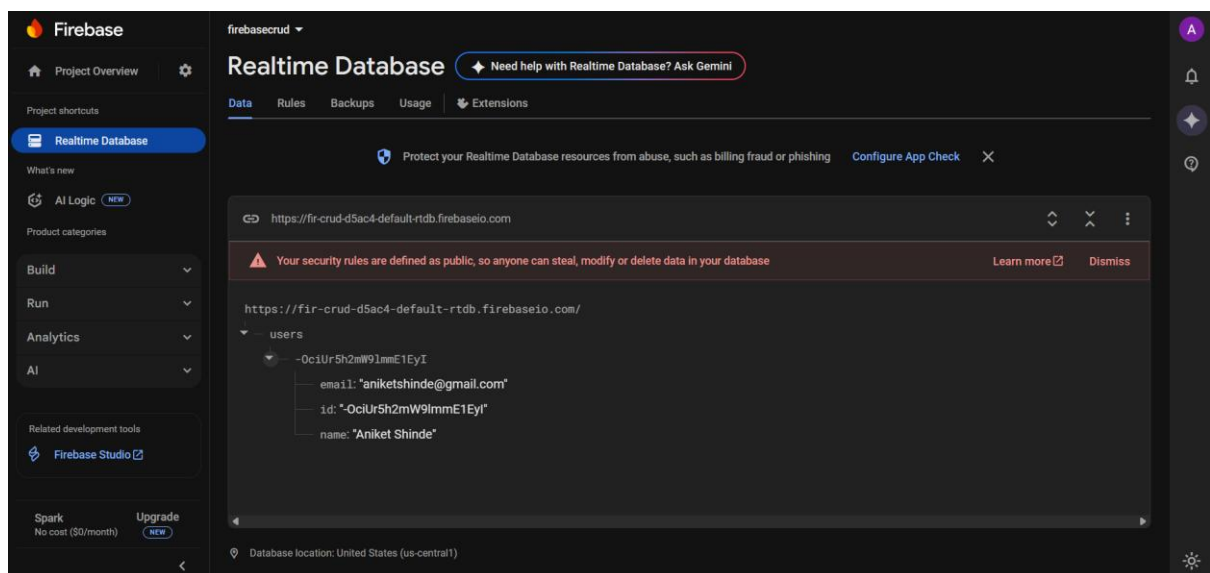 Firebase
Project Overview
Project shortcuts
Realtime Database
What's new
AI Logic NEW
Product categories
Build
Run
Analytics
AI
Related development tools
Firebase Studio
Spark
No cost ($0/month)
Upgrade
NEW
firebasecrud
Realtime Database
Need help with Realtime Database? Ask Gemini
Data Rules Backups Usage Extensions
Protect your Realtime Database resources from abuse, such as billing fraud or phishing Configure App Check
https://fir-crud-d5ac4-default-rtdb.firebaseio.com
Your security rules are defined as public, so anyone can steal, modify or delete data in your database Learn more Dismiss
https://fir-crud-d5ac4-default-rtdb.firebaseio.com/
users
-OciUr5h2mW9lmmE1EyI
email: "aniketshinde@gmail.com"
id: "-OciUr5h2mW9lmmE1EyI"
name: "Aniket Shinde"
Database location: United States (us-central1)
A